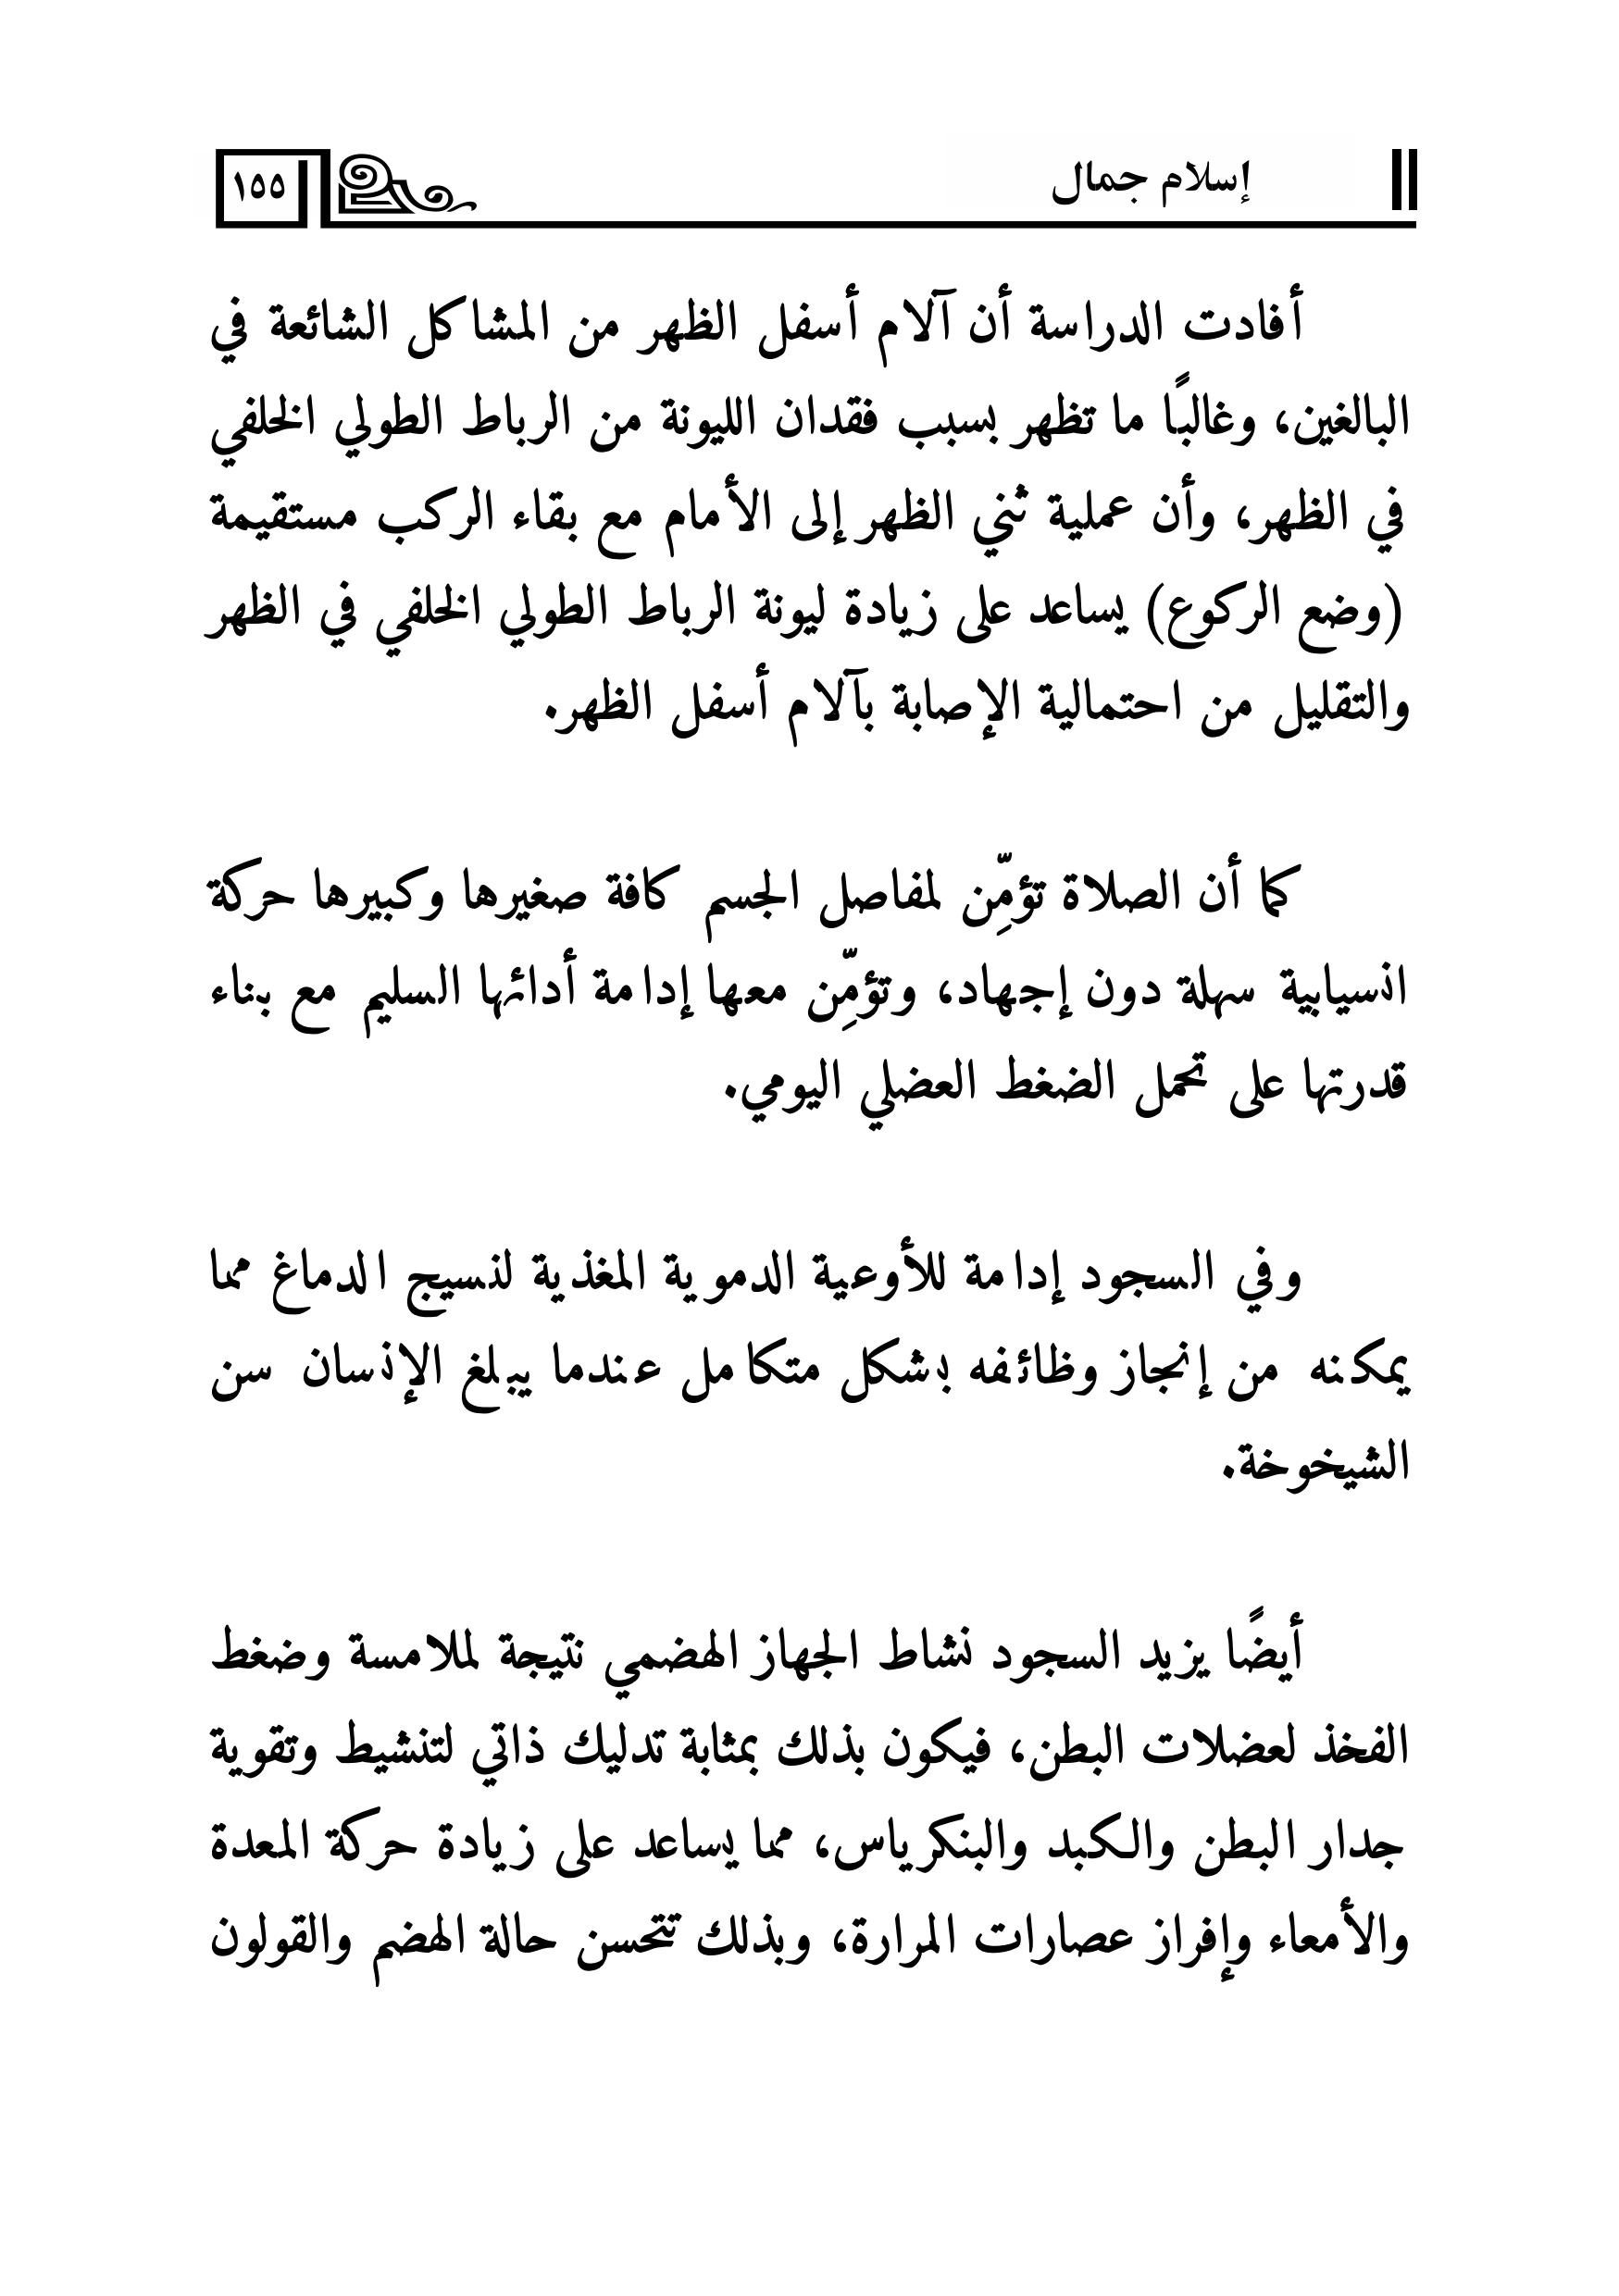 إسلام جمال
١٥٥
أفادت الدراسة أن آلام أسفل الظهر من المشاكل الشائعة في
البالغين، وغالبًا ما تظهر بسبب فقدان الليونة من الرباط الطولي الخلفي
في الظهر، وأن عملية ثني الظهر إلى الأمام مع بقاء الركب مستقيمة
(وضع الركوع) يساعد على زيادة ليونة الرباط الطولي الخلفي في الظهر
والتقليل من احتمالية الإصابة بآلام أسفل الظهر.
كما أن الصلاة تؤمِّن لمفاصل الجسم كافة صغيرها وكبيرها حركة
انسيابية سهلة دون إجهاد، وتؤمِّن معها إدامة أدائها السليم مع بناء
قدرتها على تحمل الضغط العضلي اليومي.
وفي السجود إدامة للأوعية الدموية المغذية لنسيج الدماغ مما
يمكنه من إنجاز وظائفه بشكل متكامل عندما يبلغ الإنسان سن
الشيخوخة.
أيضًا يزيد السجود نشاط الجهاز الهضمي نتيجة لملامسة وضغط
الفخذ لعضلات البطن، فيكون بذلك بمثابة تدليك ذاتي لتنشيط وتقوية
جدار البطن والكبد والبنكرياس، مما يساعد على زيادة حركة المعدة
والأمعاء وإفراز عصارات المرارة، وبذلك تتحسن حالة الهضم والقولون